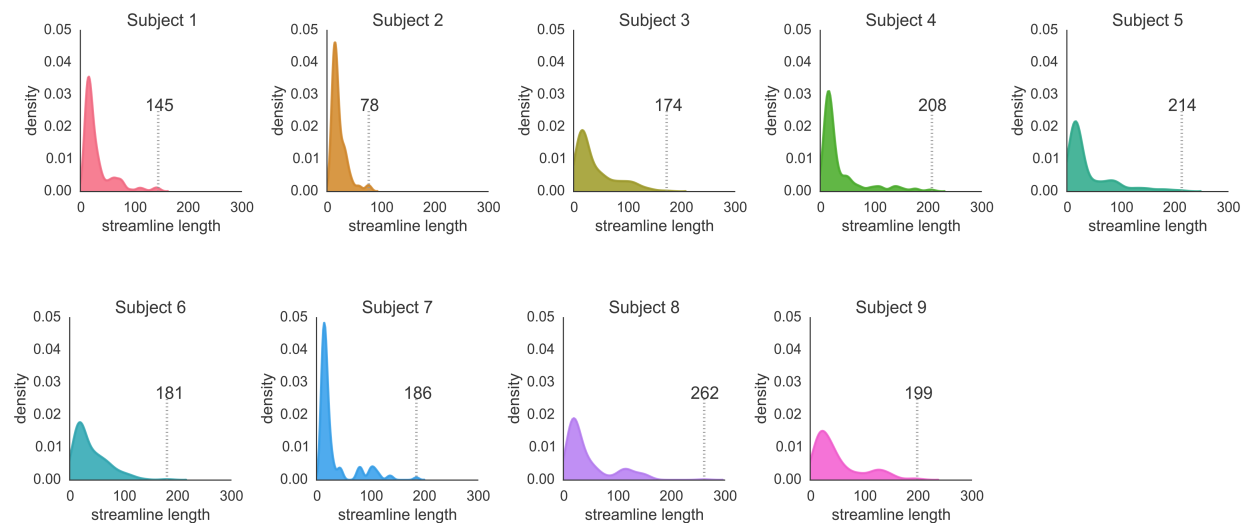 Subject 1 Subject 2 Subject 3 Subject 4 Subject 5
0.05 0.05 0.05 0.05 0.05
0.04 0.04 0.04 0.04 0.04
0.03 0.03 0.03 0.03 0.03
145 78 174 208 214
density density density density density
0.02 0.02 0.02 0.02 0.02
0.01 0.01 0.01 0.01 0.01
0.00 0.00 0.00 0.00 0.00
0 100 200 300 0 100 200 300 0 100 200 300 0 100 200 300 0 100 200 300
streamline length streamline length streamline length streamline length streamline length
Subject 6 Subject 7 Subject 8 Subject 9
0.05 0.05 0.05 0.05
0.04 0.04 0.04 0.04
0.03 0.03 0.03 0.03
181 186 262 199
density density density density
0.02 0.02 0.02 0.02
0.01 0.01 0.01 0.01
0.00 0.00 0.00 0.00
0 100 200 300 0 100 200 300 0 100 200 300 0 100 200 300
streamline length streamline length streamline length streamline length